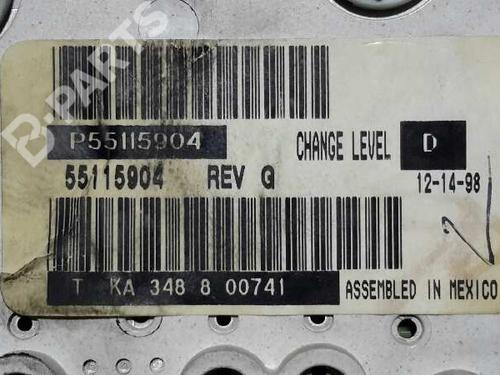 B-PARTS
P55115904
CHANGE LEVEL D
55115904 REV G 12-14-98
T KA 348 8 00741
ASSEMBLED IN MEXICO